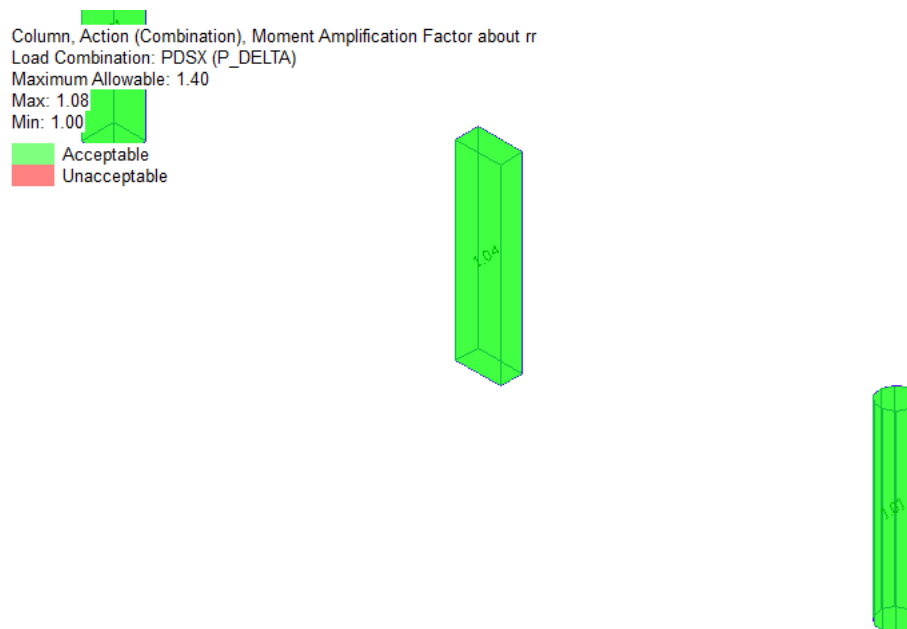 Column, Action (Combination), Moment Amplification Factor about rr
Load Combination: PDSX (P_DELTA)
Maximum Allowable: 1.40
Max: 1.08
Min: 1.00
Acceptable
Unacceptable
1.04